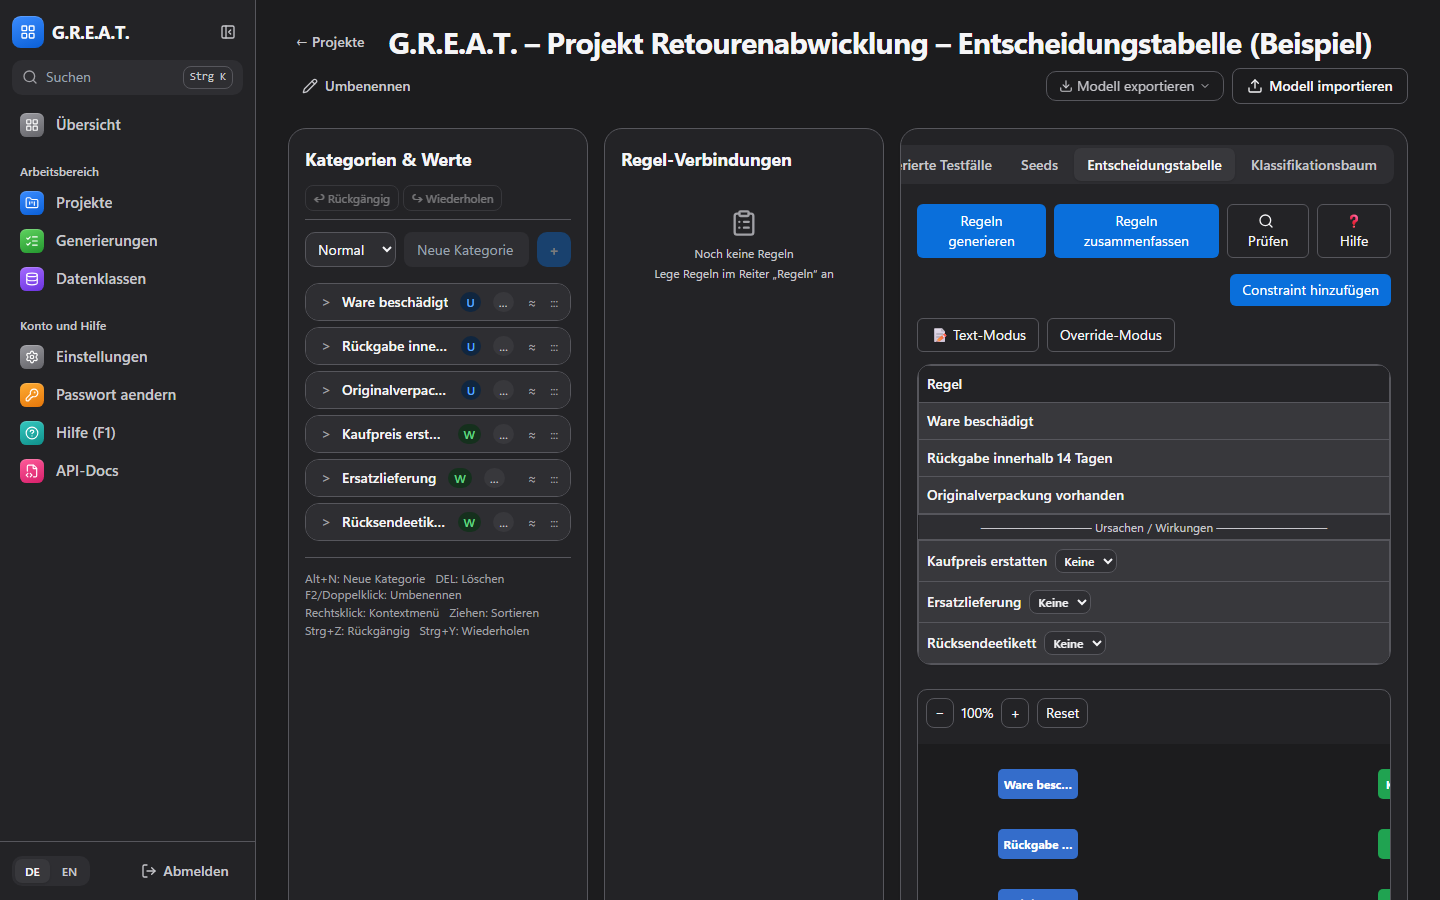 G.R.E.A.T.
Suchen
Strg K
Übersicht
Arbeitsbereich
Projekte
Generierungen
Datenklassen
Konto und Hilfe
Einstellungen
Passwort aendern
Hilfe (F1)
API-Docs
DE
EN
Abmelden
← Projekte
G.R.E.A.T. – Projekt Retourenabwicklung – Entscheidungstabelle (Beispiel)
Umbenennen
Modell exportieren
Modell importieren
Kategorien & Werte
↩ Rückgängig
↪ Wiederholen
Normal
Neue Kategorie
+
> Ware beschädigt U ... ≈ :::
> Rückgabe inne... U ... ≈ :::
> Originalverpac... U ... ≈ :::
> Kaufpreis erst... W ... ≈ :::
> Ersatzlieferung W ... ≈ :::
> Rücksendeetik... W ... ≈ :::
Alt+N: Neue Kategorie DEL: Löschen
F2/Doppelklick: Umbenennen
Rechtsklick: Kontextmenü Ziehen: Sortieren
Strg+Z: Rückgängig Strg+Y: Wiederholen
Regel-Verbindungen
Noch keine Regeln
Lege Regeln im Reiter „Regeln“ an
erierte Testfälle
Seeds
Entscheidungstabelle
Klassifikationsbaum
Regeln
generieren
Regeln
zusammenfassen
Prüfen
❓
Hilfe
Constraint hinzufügen
📝 Text-Modus
Override-Modus
Regel
Ware beschädigt
Rückgabe innerhalb 14 Tagen
Originalverpackung vorhanden
Ursachen / Wirkungen
Kaufpreis erstatten Keine
Ersatzlieferung Keine
Rücksendeetikett Keine
−
100%
+
Reset
Ware besc...
Rückgabe ...